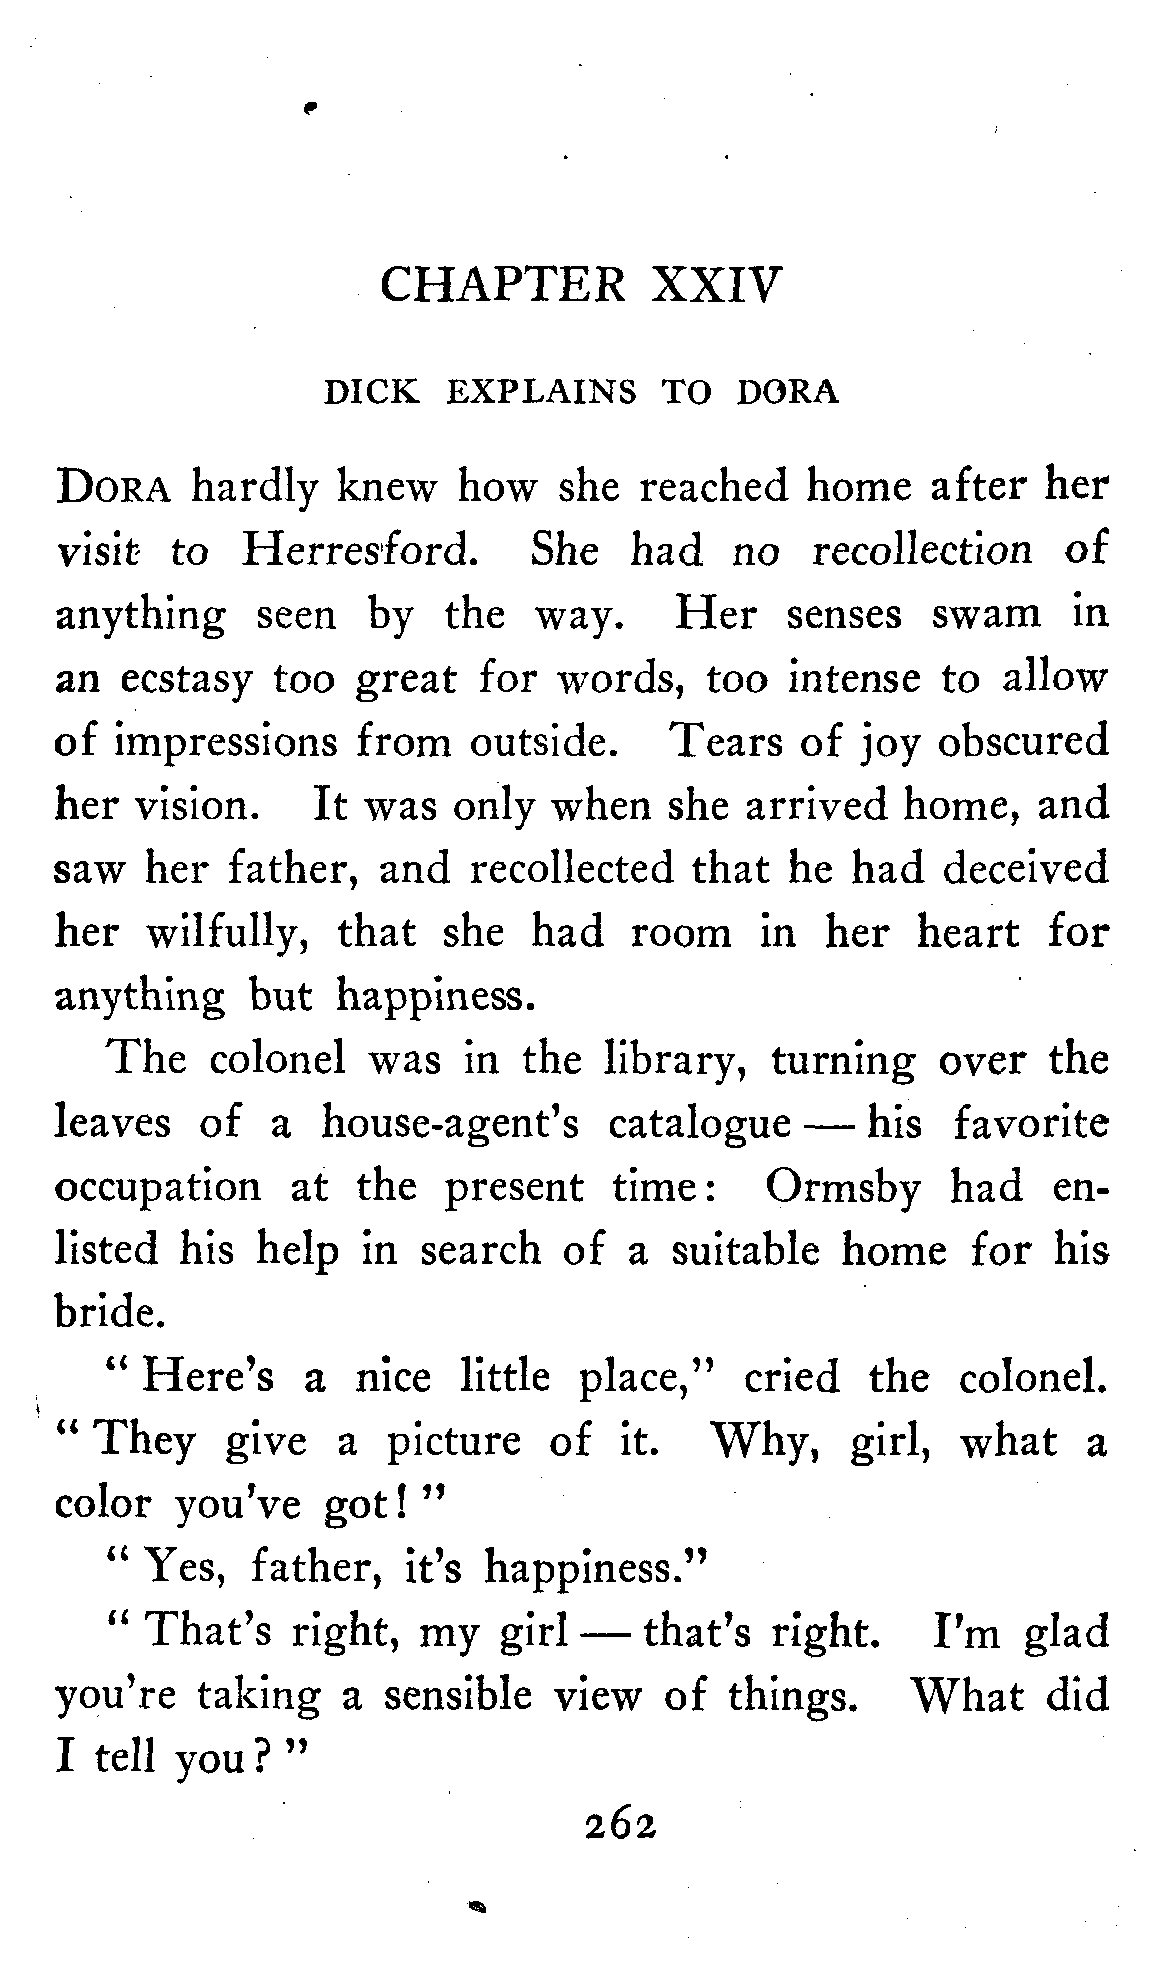 CHAPTER XXIV
DICK EXPLAINS TO DORA
DORA hardly knew how she reached home after her
visit to Herresford. She had no recollection of
anything seen by the way. Her senses swam in
an ecstasy too great for words, too intense to allow
of impressions from outside. Tears of joy obscured
her vision. It was only when she arrived home, and
saw her father, and recollected that he had deceived
her wilfully, that she had room in her heart for
anything but happiness.
The colonel was in the library, turning over the
leaves of a house-agent's catalogue — his favorite
occupation at the present time: Ormsby had en-
listed his help in search of a suitable home for his
bride.
" Here's a nice little place," cried the colonel.
" They give a picture of it. Why, girl, what a
color you've got! "
" Yes, father, it's happiness."
" That's right, my girl — that's right. I'm glad
you're taking a sensible view of things. What did
I tell you? "
262